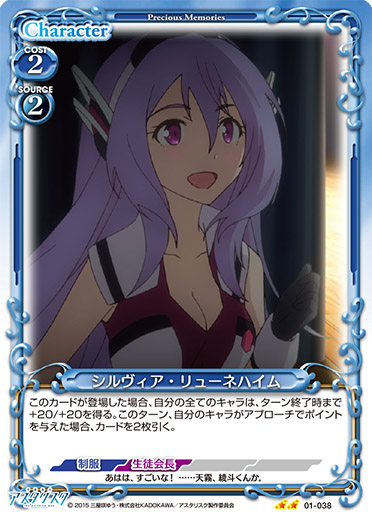 Precious Memories
Character
COST
2
SOURCE
2
シルヴィア・リューネハイム
このカードが登場した場合、自分の全てのキャラは、ターン終了時まで
+20/+20を得る。このターン、自分のキャラがアプローチでポイント
を与えた場合、カードを2枚引く。
制服 生徒会長
あはは、すごいな! ……天霧、綾斗くんか。
アスタリスク
© 2015 三屋咲ゆう・株式会社KADOKAWA/アスタリスク製作委員会
01-038